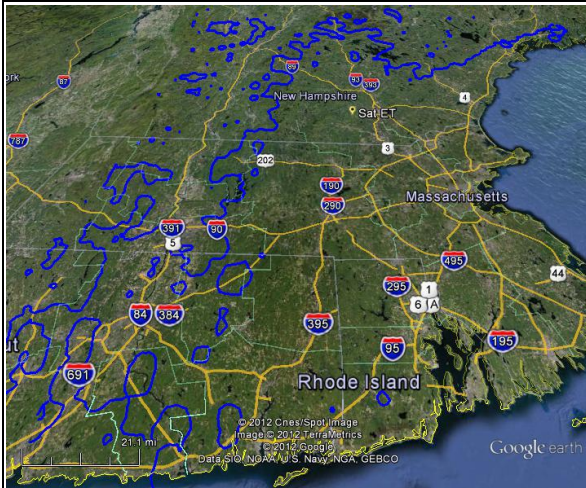 89
93
393
ork
87
New Hampshire
4
Sat ET
787
3
202
190
Massachusetts
290
391
90
5
495
44
295
1
6
A
84
384
395
195
95
ut
691
Rhode Island
© 2012 Cnes/Spot Image
Image © 2012 TerraMetrics
© 2012 Google
21.1 mi
Data SIO, NOAA, U.S. Navy, NGA, GEBCO
Google earth